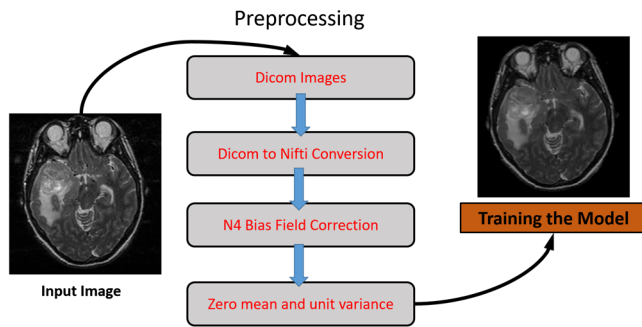 Preprocessing
Dicom Images
Dicom to Nifti Conversion
N4 Bias Field Correction
Zero mean and unit variance
Input Image
Training the Model